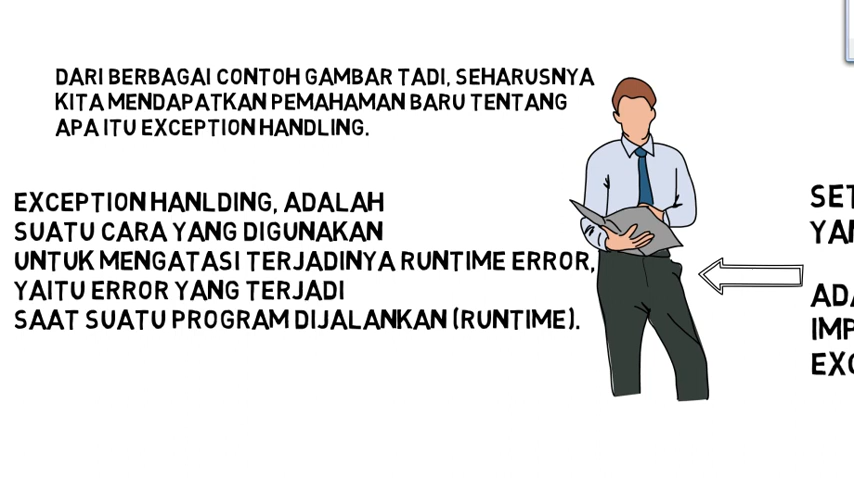 DARI BERBAGAI CONTOH GAMBAR TADI, SEHARUSNYA
KITA MENDAPATKAN PEMAHAMAN BARU TENTANG
APA ITU EXCEPTION HANDLING.
EXCEPTION HANLDING, ADALAH
SUATU CARA YANG DIGUNAKAN
UNTUK MENGATASI TERJADINYA RUNTIME ERROR,
YAITU ERROR YANG TERJADI
SAAT SUATU PROGRAM DIJALANKAN (RUNTIME).